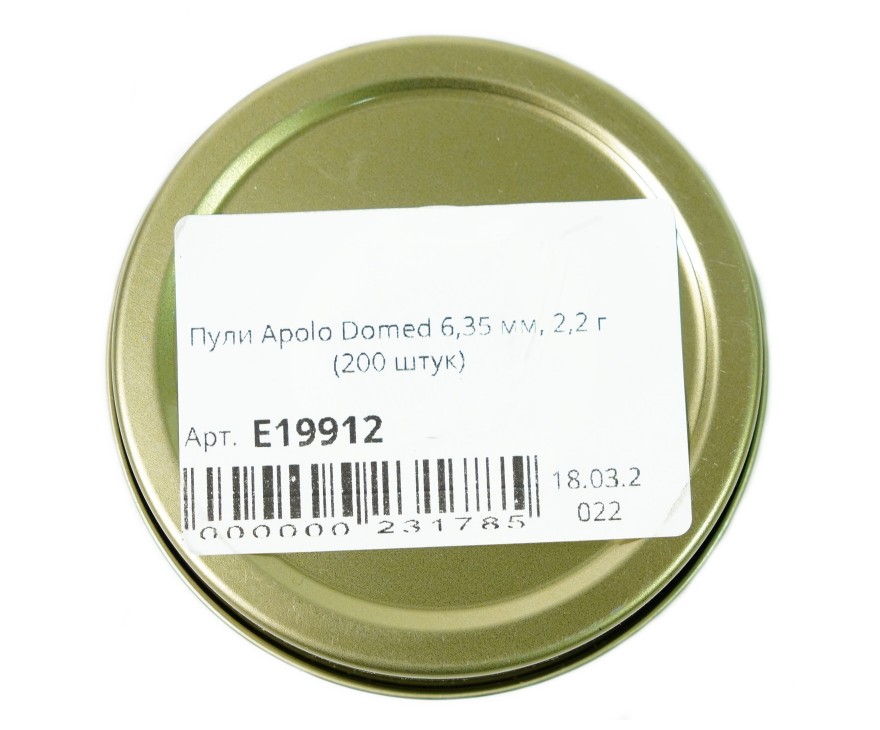 Пули Apolo Domed 6,35 мм, 2,2 г
(200 штук)
Арт. E19912
18.03.2
022
000000 231785